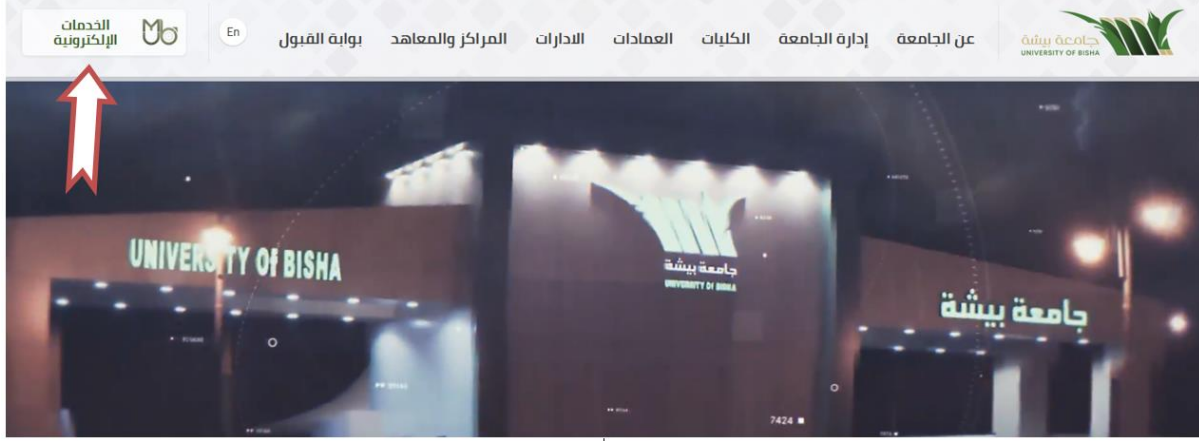 جامعة بيشة
UNIVERSITY OF BISHA
عن الجامعة
إدارة الجامعة
الكليات
العمادات
الادارات
المراكز والمعاهد
بوابة القبول
En
الخدمات
الإلكترونية
UNIVERSITY Of BISHA
جامعة بيشة
UNIVERSITY Of BISHA
جامعة بيشة
7424